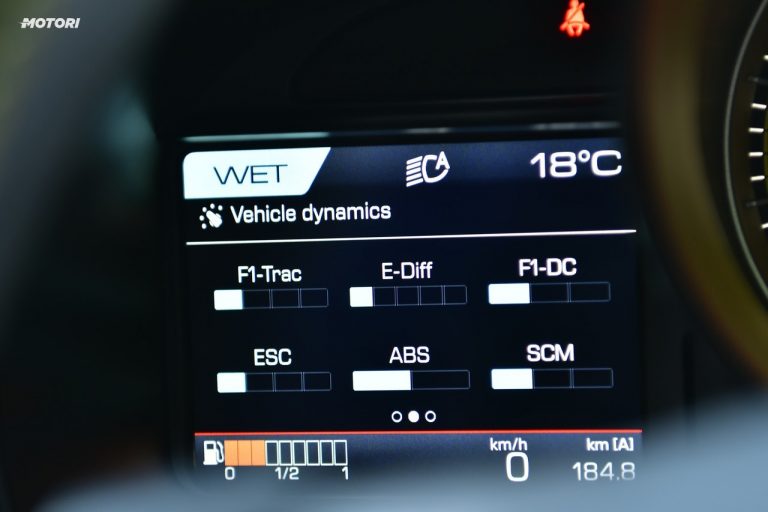 MOTORI
WET 18°C
Vehicle dynamics
F1-Trac E-Diff F1-DC
ESC ABS SCM
km/h km [A]
0 1/2 1 0 184.8